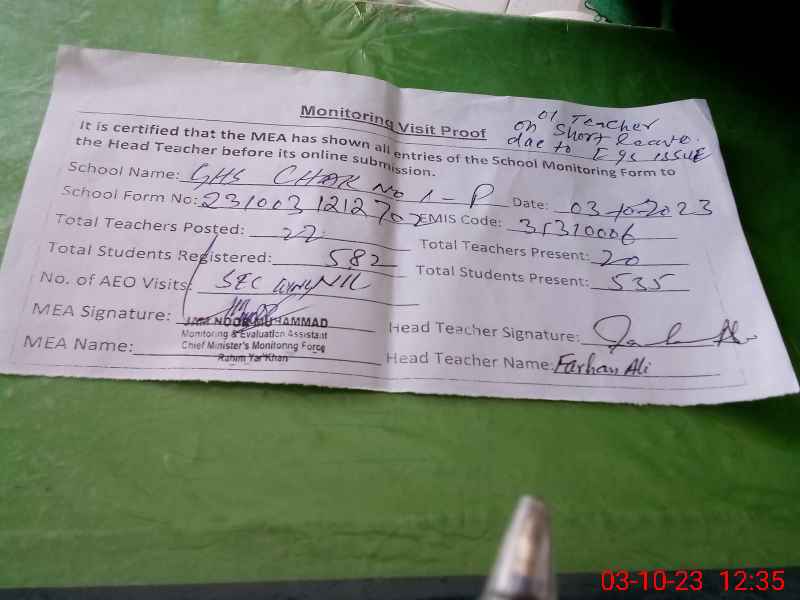 Monitoring Visit Proof
01 Teacher
on Short Leave
due to Egs ISSUE
It is certified that the MEA has shown all entries of the School Monitoring Form to
the Head Teacher before its online submission.
School Name: GHS CHAK No 1-P Date: 03-10-2023
School Form No: 231003 1212702 EMIS Code: 31310006
Total Teachers Posted: 22 Total Teachers Present: 20
Total Students Registered: 582 Total Students Present: 535
No. of AEO Visits: SEC NIL
MEA Signature: Head Teacher Signature:
NOOR MUHAMMAD
Monitoring & Evaluation Assistant
Chief Minister's Monitoring Force
Rahim Yar Khan
MEA Name: Head Teacher Name: Farhan Ali
03-10-23 12:35